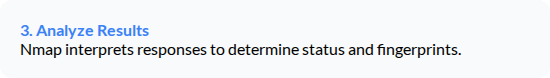 3. Analyze Results
Nmap interprets responses to determine status and fingerprints.